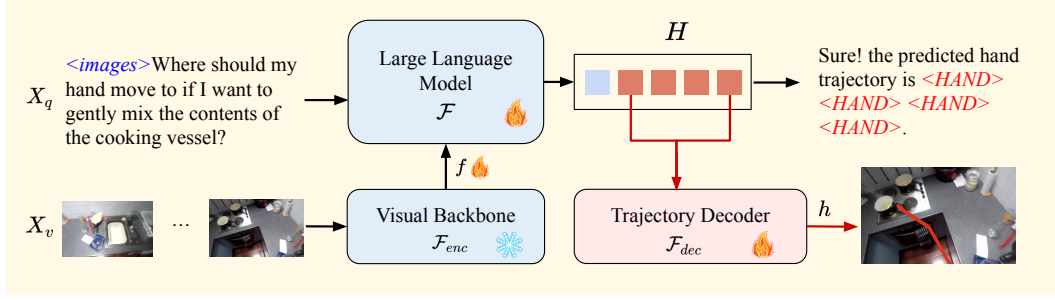 X_q
<images>Where should my
hand move to if I want to
gently mix the contents of
the cooking vessel?
Large Language
Model
F
H
Sure! the predicted hand
trajectory is <HAND>
<HAND> <HAND>
<HAND>.
f
X_v
...
Visual Backbone
F_enc
Trajectory Decoder
F_dec
h